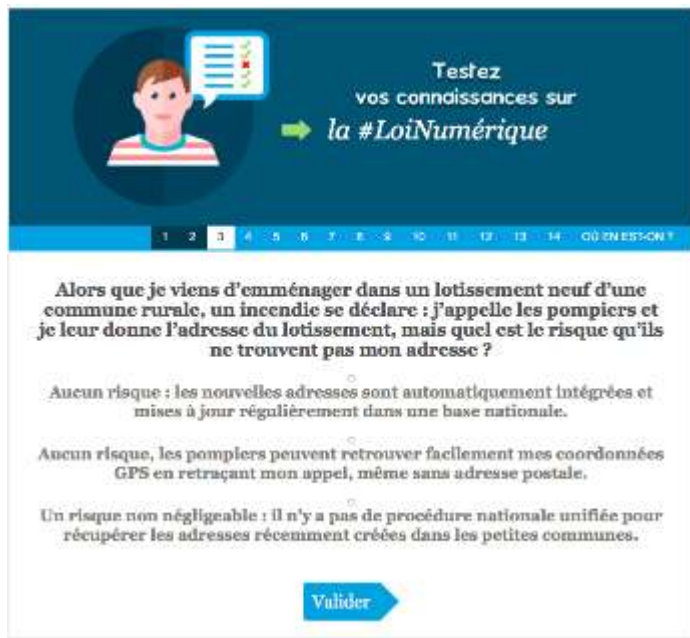 Testez
vos connaissances sur
la #LoiNumérique
1 2 3 4 5 6 7 8 9 10 11 12 13 14 OÙ EN EST-ON ?
Alors que je viens d'emménager dans un lotissement neuf d'une
commune rurale, un incendie se déclare : j'appelle les pompiers et
je leur donne l'adresse du lotissement, mais quel est le risque qu'ils
ne trouvent pas mon adresse ?
Aucun risque : les nouvelles adresses sont automatiquement intégrées et
mises à jour régulièrement dans une base nationale.
Aucun risque, les pompiers peuvent retrouver facilement mes coordonnées
GPS en retraçant mon appel, même sans adresse postale.
Un risque non négligeable : il n'y a pas de procédure nationale unifiée pour
récupérer les adresses récemment créées dans les petites communes.
Valider